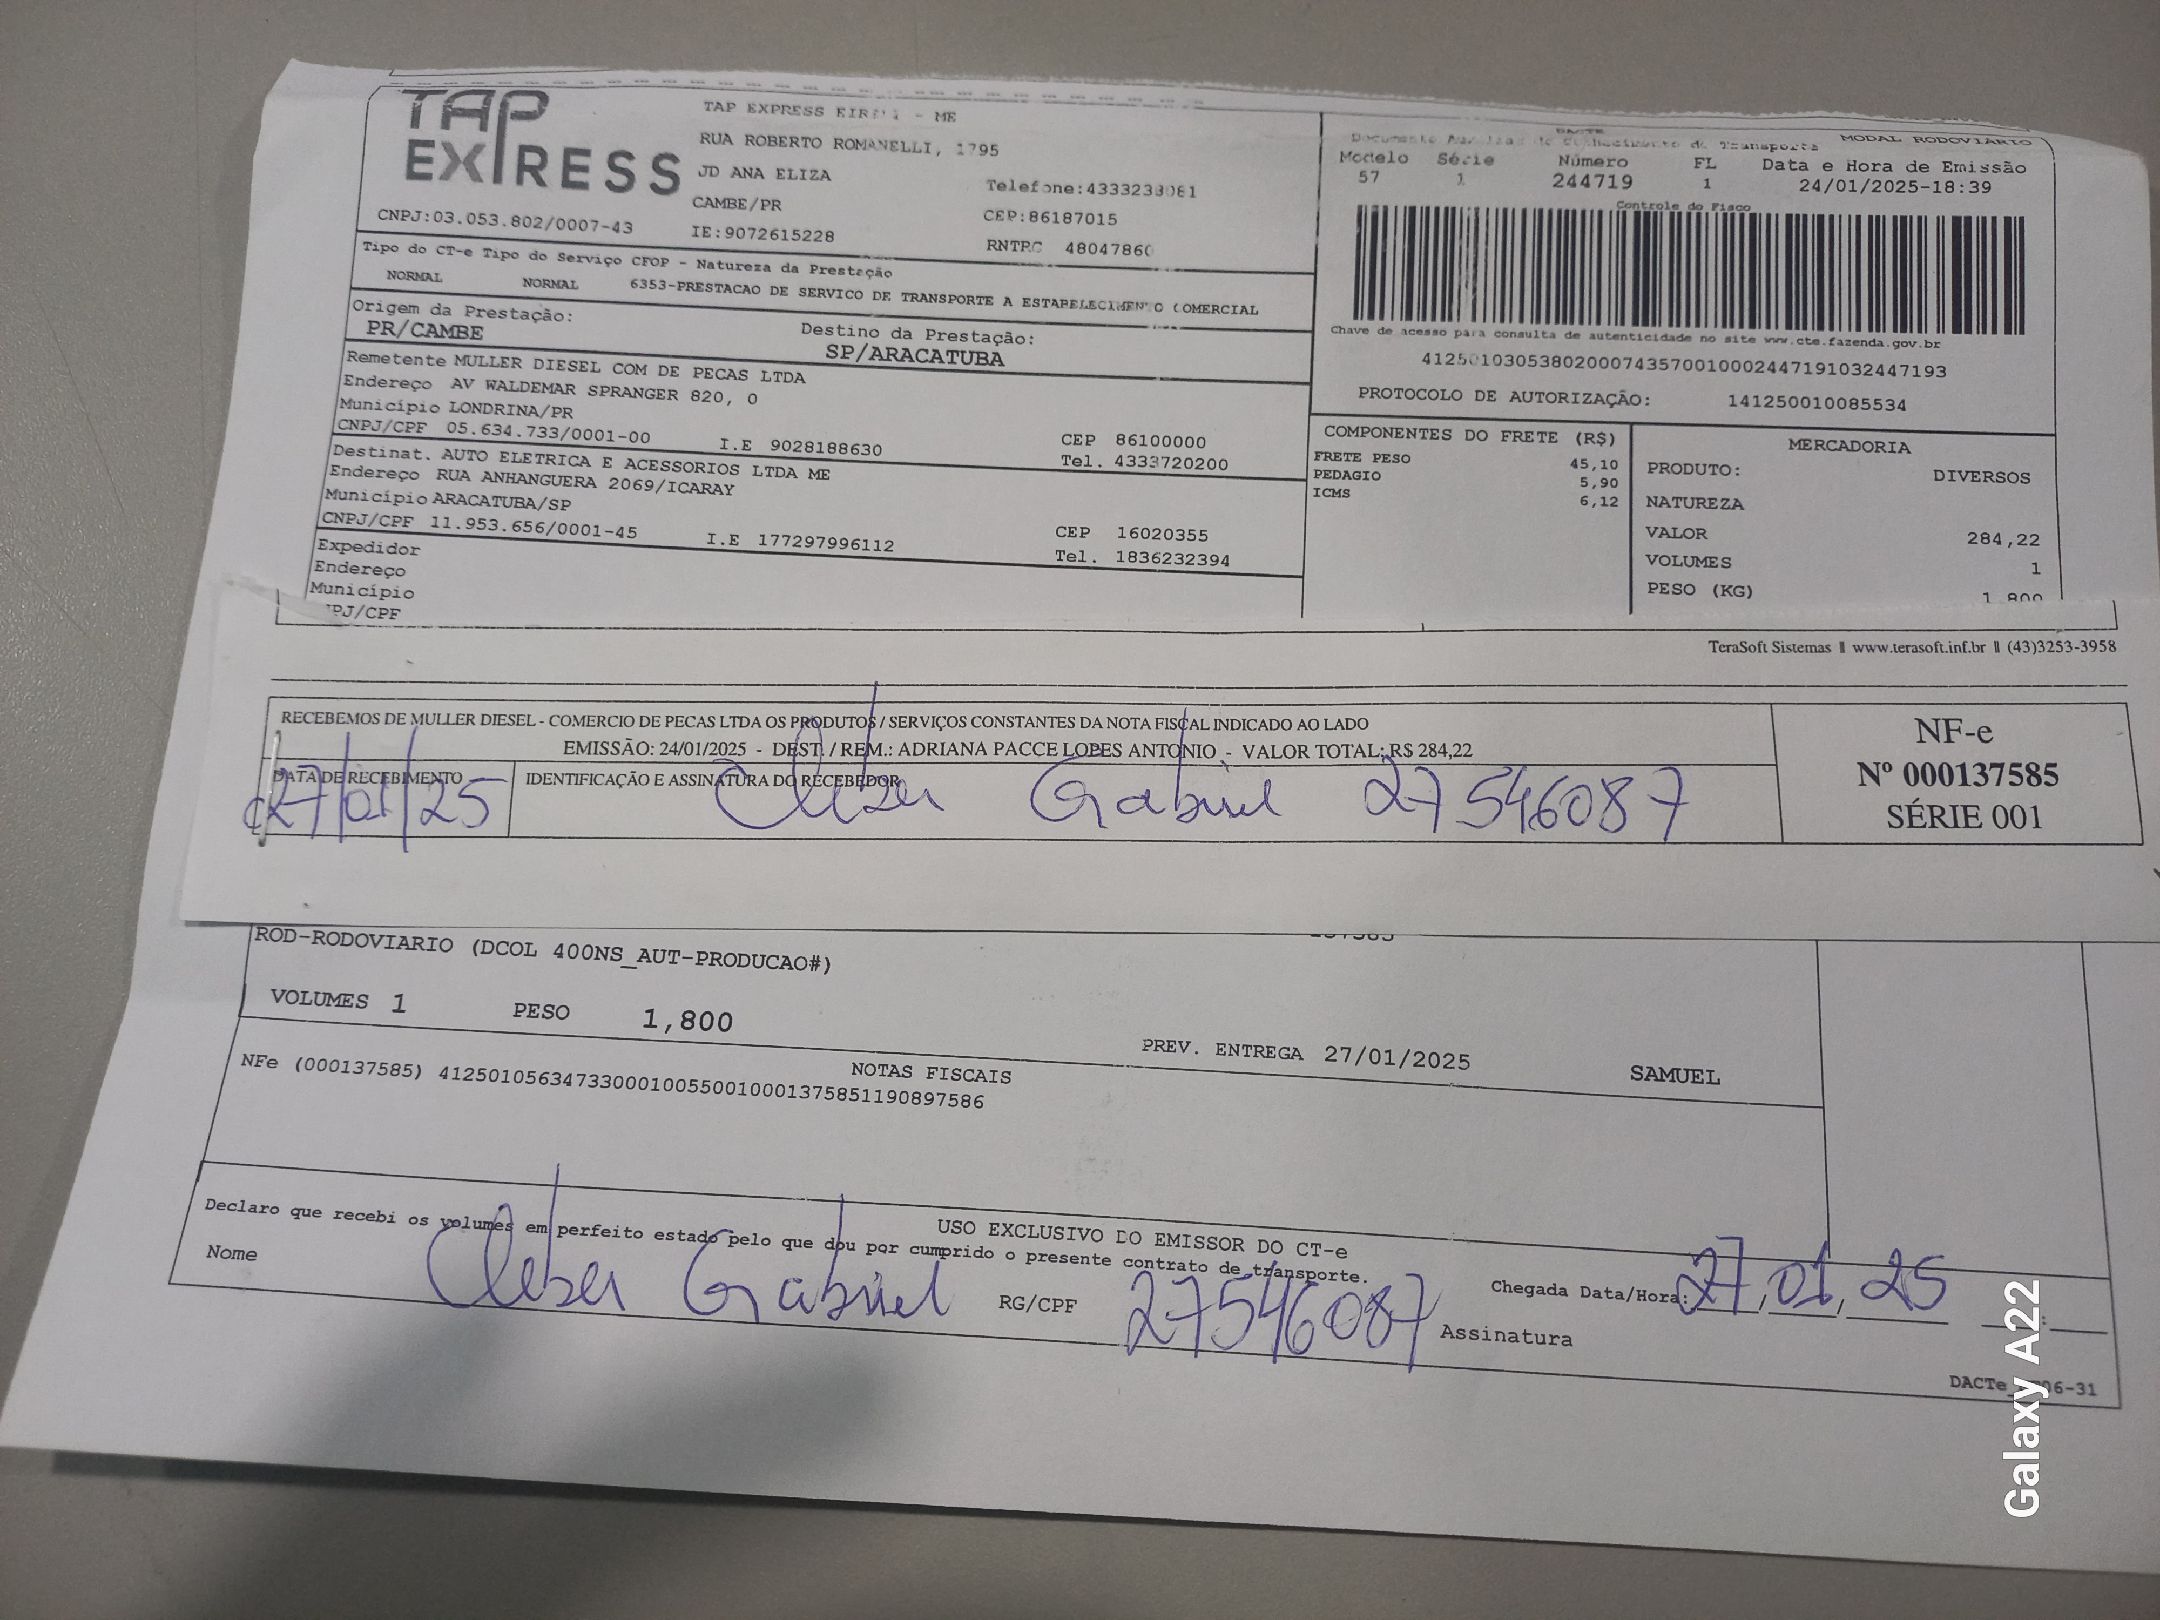 TAP
EXPRESS
TAP EXPRESS - ME
RUA ROBERTO ROMANELLI, 1795
JD ANA ELIZA
Telefone:4333233081
CAMBE/PR
CEP:86187015
CNPJ:03.053.802/0007-43
IE:9072615228
RNTRC 48047860
DACTE
MODAL RODOVIÁRIO
Modelo Série Número FL Data e Hora de Emissão
57 1 244719 1 24/01/2025-18:39
Controle do Fisco
Chave de acesso para consulta de autenticidade no site www.cte.fazenda.gov.br
PROTOCOLO DE AUTORIZAÇÃO: 141250010085534
Tipo do CT-e Tipo do Serviço CFOP - Natureza da Prestação
NORMAL NORMAL 6353-PRESTACAO DE SERVICO DE TRANSPORTE A ESTABELECIMENTO COMERCIAL
Origem da Prestação:
PR/CAMBE
Destino da Prestação:
SP/ARACATUBA
Remetente MULLER DIESEL COM DE PECAS LTDA
Endereço AV WALDEMAR SPRANGER 820, 0
Município LONDRINA/PR
CEP 86100000
CNPJ/CPF 05.634.733/0001-00 I.E 9028188630 Tel. 4333720200
Destinat. AUTO ELETRICA E ACESSORIOS LTDA ME
Endereço RUA ANHANGUERA 2069/ICARAY
Município ARACATUBA/SP
CEP 16020355
CNPJ/CPF 11.953.656/0001-45 I.E 177297996112 Tel. 1836232394
Expedidor
Endereço
Município
CNPJ/CPF
COMPONENTES DO FRETE (R$)
FRETE PESO 45,10
PEDAGIO 5,90
ICMS 6,12
MERCADORIA
PRODUTO: DIVERSOS
NATUREZA
VALOR 284,22
VOLUMES 1
PESO (KG) 1,800
TeraSoft Sistemas || www.terasoft.inf.br || (43)3253-3958
RECEBEMOS DE MULLER DIESEL - COMERCIO DE PECAS LTDA OS PRODUTOS / SERVIÇOS CONSTANTES DA NOTA FISCAL INDICADO AO LADO
EMISSÃO: 24/01/2025 - DEST. / REM.: ADRIANA PACCE LOPES ANTONIO - VALOR TOTAL: R$ 284,22
DATA DE RECEBIMENTO
27/01/25
IDENTIFICAÇÃO E ASSINATURA DO RECEBEDOR
Cleber Gabriel 27546087
NF-e
Nº 000137585
SÉRIE 001
ROD-RODOVIARIO (DCOL 400NS_AUT-PRODUCAO#)
VOLUMES 1 PESO 1,800
PREV. ENTREGA 27/01/2025 SAMUEL
NOTAS FISCAIS
NFe (000137585) 41250105634733000100550010001375851190897586
USO EXCLUSIVO DO EMISSOR DO CT-e
Declaro que recebi os volumes em perfeito estado pelo que dou por cumprido o presente contrato de transporte.
Nome Cleber Gabriel RG/CPF 27546087 Assinatura
Chegada Data/Hora: 27/01/25
Galaxy A22